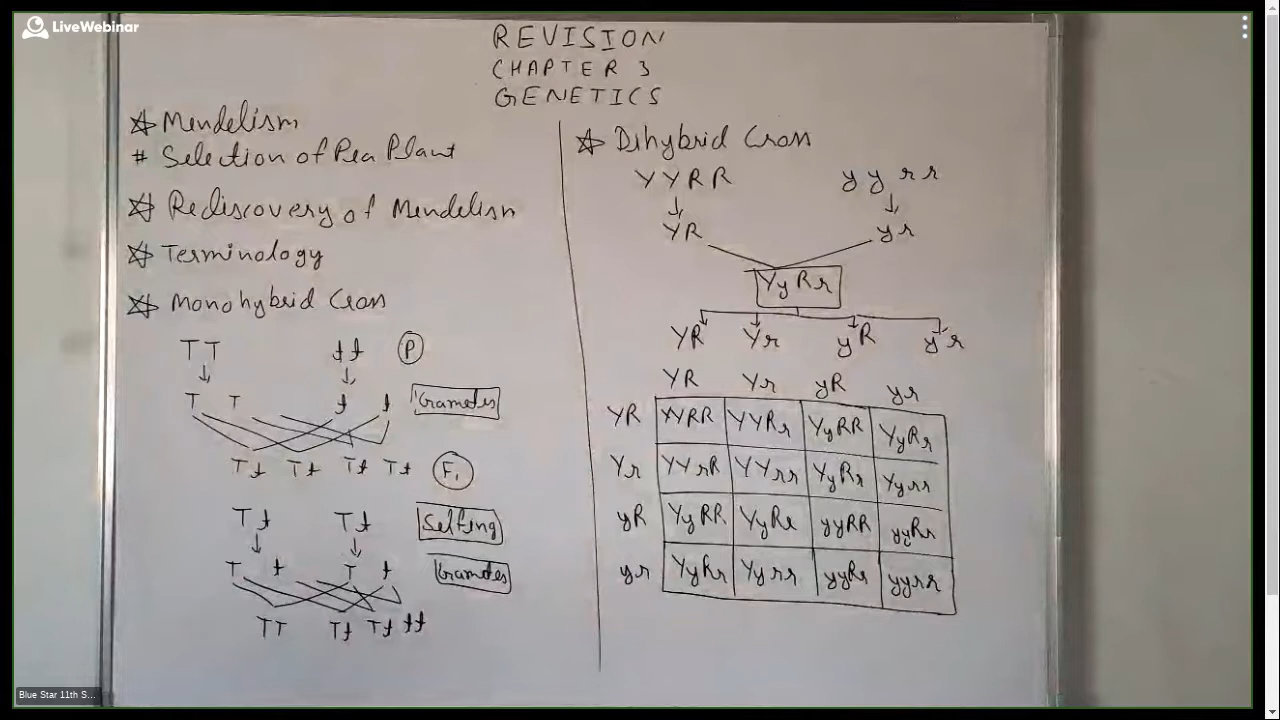 LiveWebinar
REVISION
CHAPTER 3
GENETICS
Mendelism
# Selection of Pea Plant
Rediscovery of Mendelism
Terminology
Monohybrid Cross
TT tt P
T T t t Gametes
Tt Tt Tt Tt F1
Tt Tt Selfing
T t T t Gametes
TT Tt Tt tt
Dihybrid Cross
YYRR yyrr
YR yr
YyRr
YR Yr yR yr
YR Yr yR yr
YR YYRR YYRr YyRR YyRr
Yr YYrR YYrr YyRr Yyrr
yR YyRR YyRr yyRR yyRr
yr YyRr Yyrr yyRr yyrr
Blue Star 11th S...